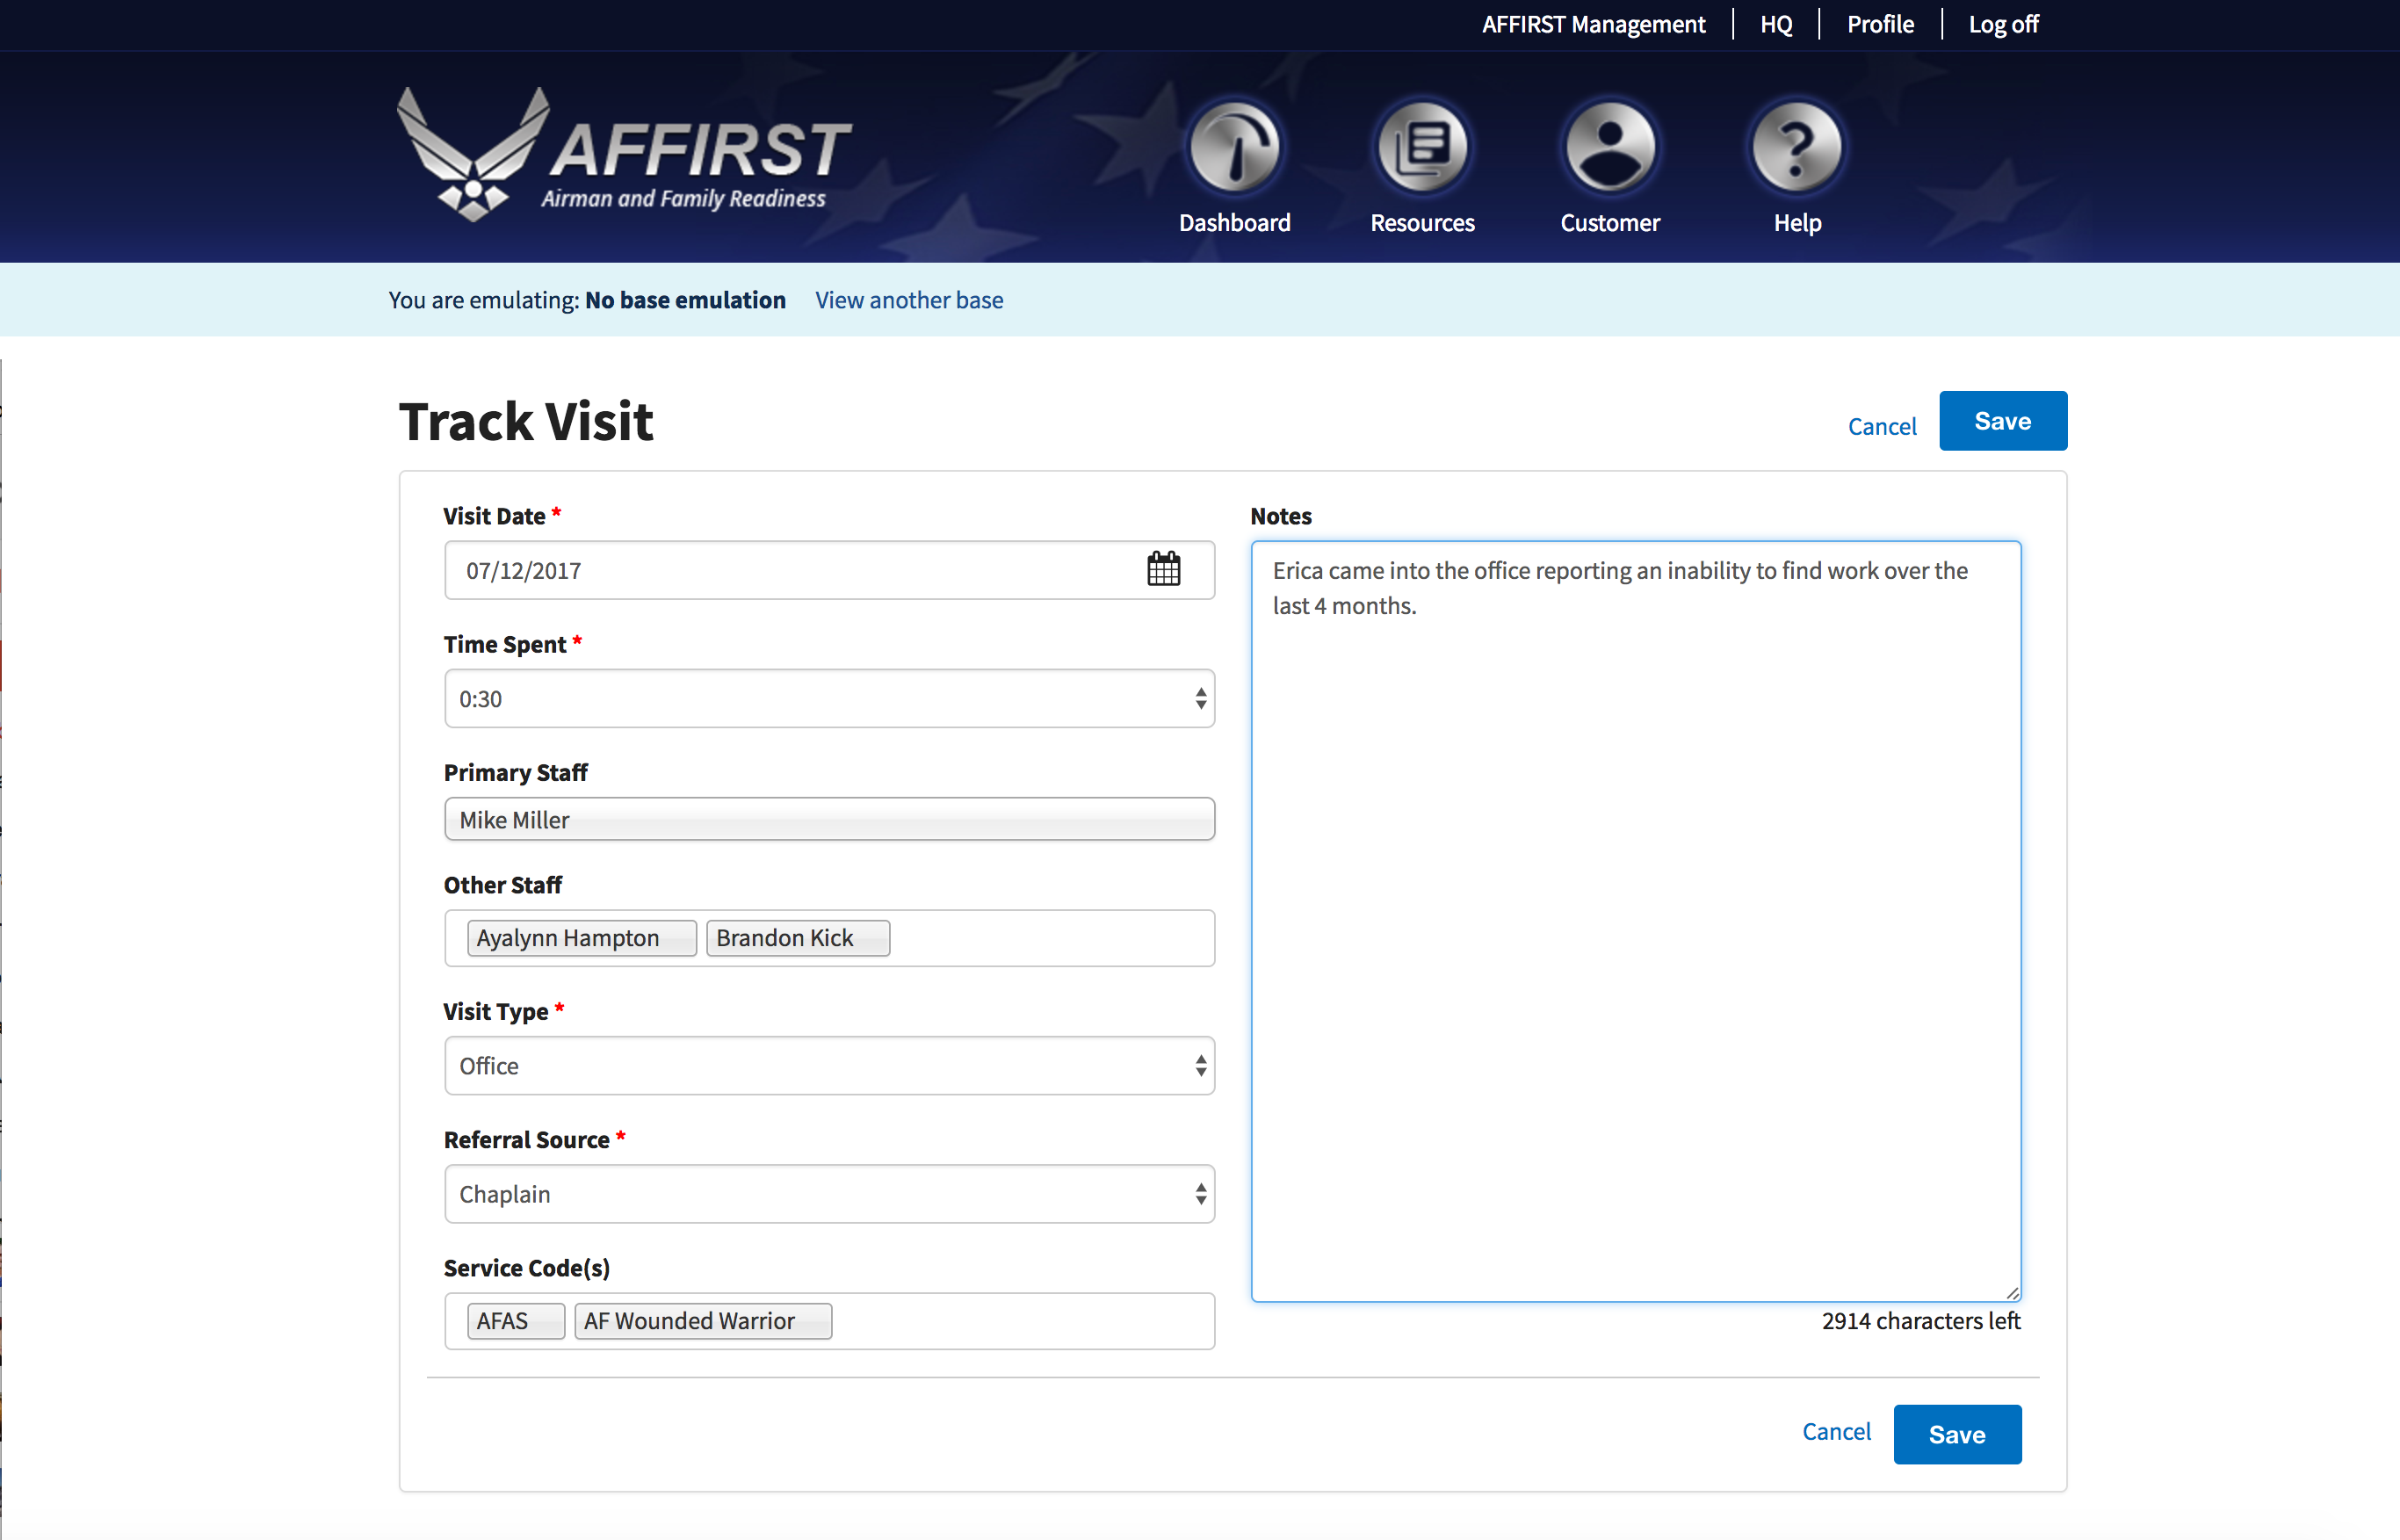 AFFIRST Management
HQ
Profile
Log off
AFFIRST
Airman and Family Readiness
Dashboard
Resources
Customer
Help
You are emulating: No base emulation View another base
Track Visit
Cancel
Save
Visit Date *
07/12/2017
Time Spent *
0:30
Primary Staff
Mike Miller
Other Staff
Ayalynn Hampton
Brandon Kick
Visit Type *
Office
Referral Source *
Chaplain
Service Code(s)
AFAS
AF Wounded Warrior
Notes
Erica came into the office reporting an inability to find work over the
last 4 months.
2914 characters left
Cancel
Save